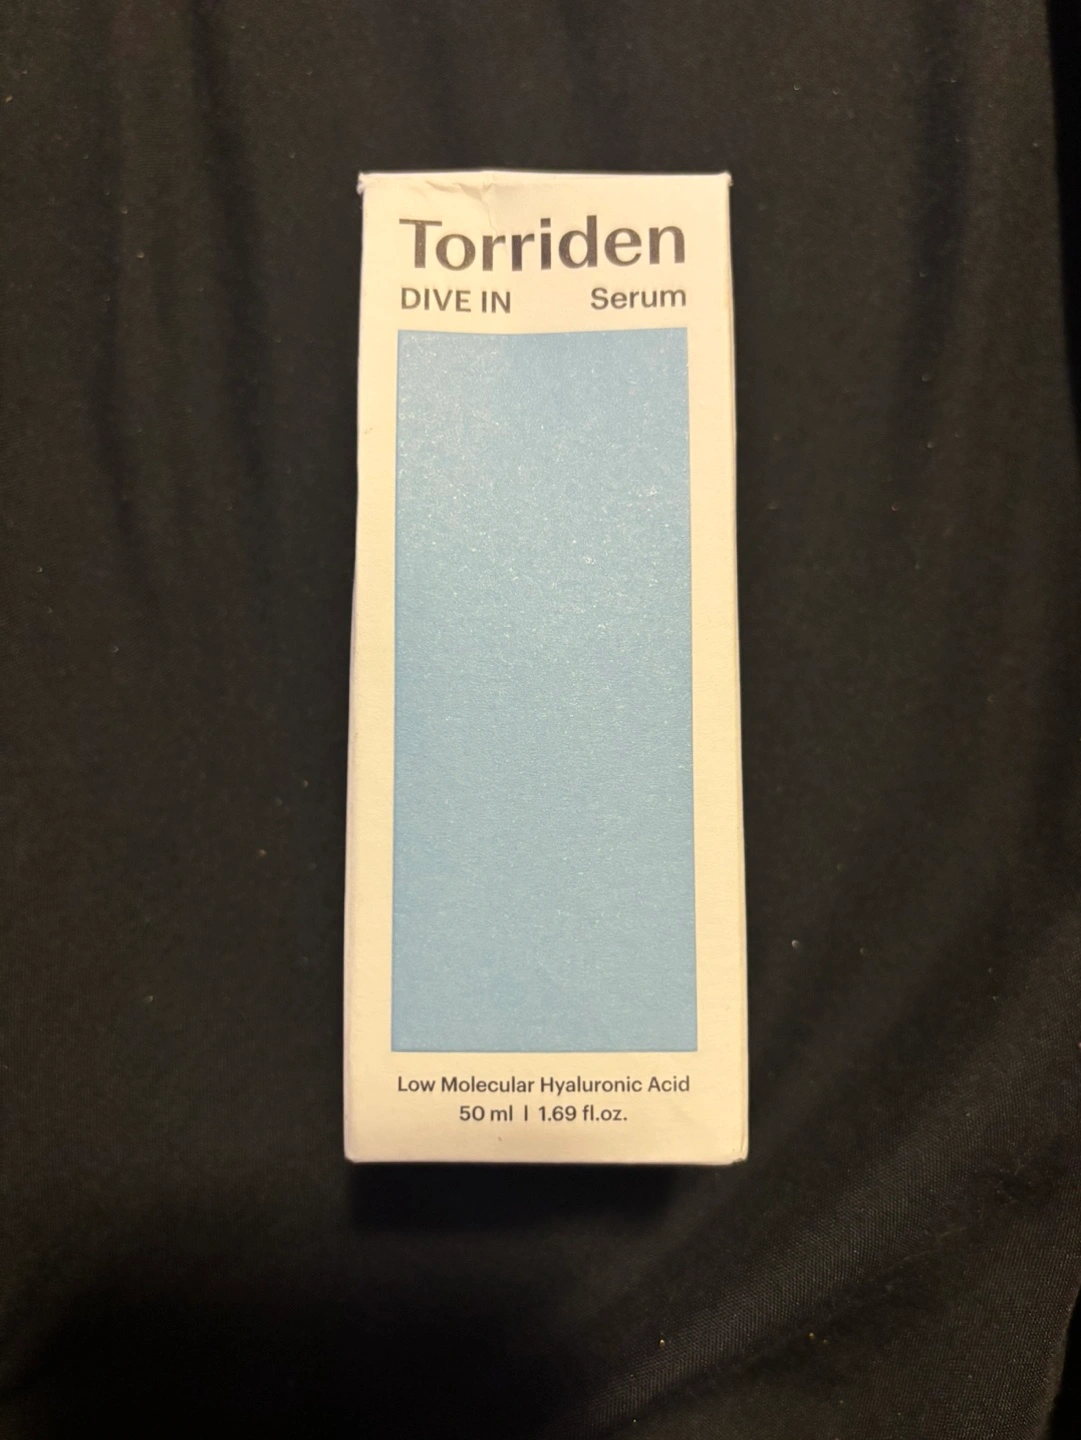 Torriden
DIVE IN Serum
Low Molecular Hyaluronic Acid
50 ml | 1.69 fl.oz.